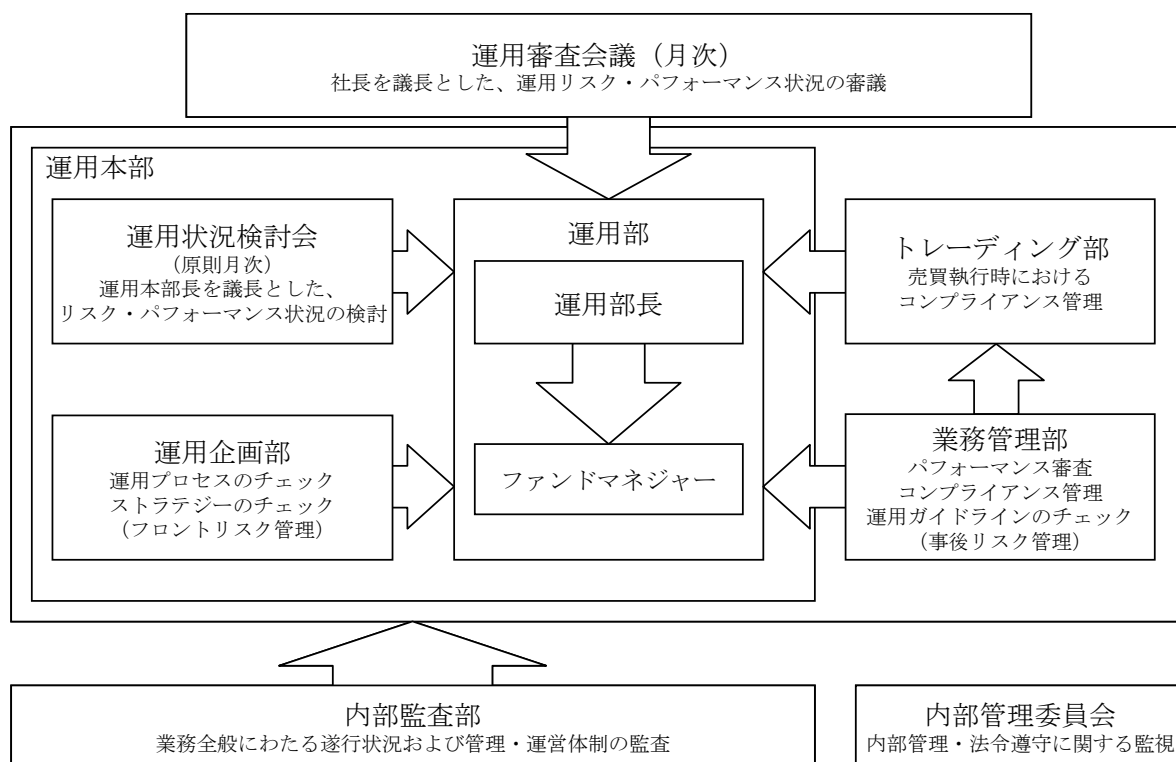 運用審査会議（月次）
社長を議長とした、運用リスク・パフォーマンス状況の審議
運用本部
運用状況検討会
（原則月次）
運用本部長を議長とした、
リスク・パフォーマンス状況の検討
運用部
運用部長
トレーディング部
売買執行時における
コンプライアンス管理
運用企画部
運用プロセスのチェック
ストラテジーのチェック
（フロントリスク管理）
ファンドマネジャー
業務管理部
パフォーマンス審査
コンプライアンス管理
運用ガイドラインのチェック
（事後リスク管理）
内部監査部
業務全般にわたる遂行状況および管理・運営体制の監査
内部管理委員会
内部管理・法令遵守に関する監視